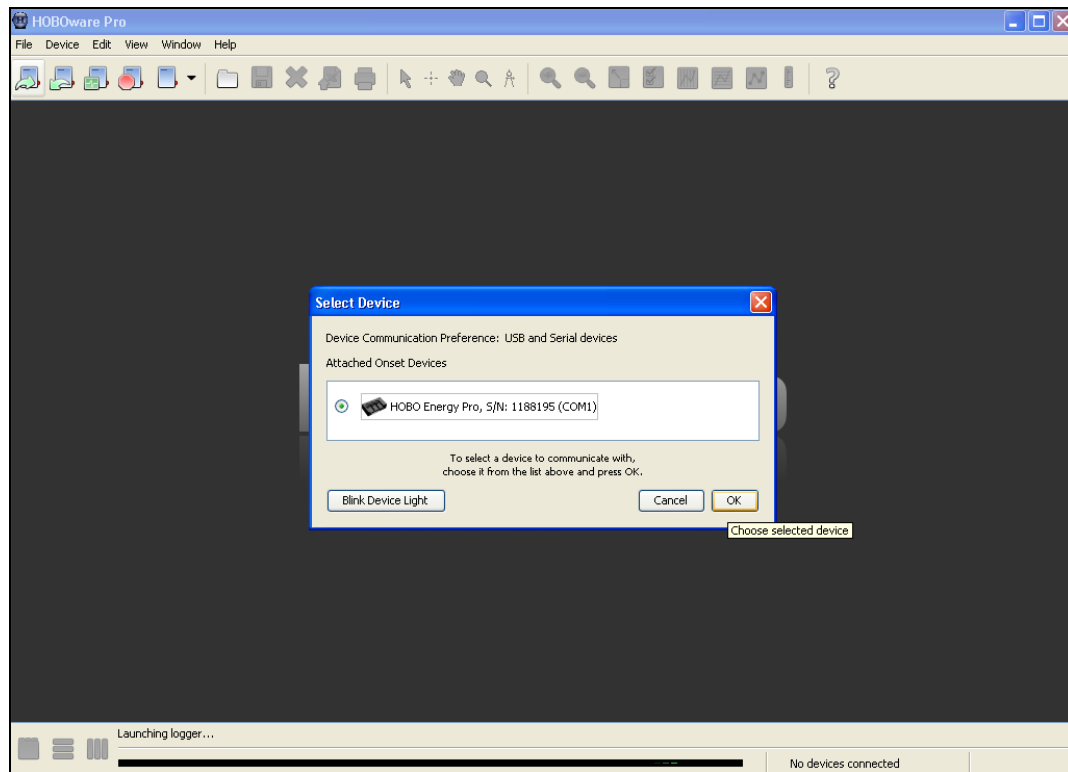 HOBOware Pro
File Device Edit View Window Help
Select Device
Device Communication Preference: USB and Serial devices
Attached Onset Devices
HOBO Energy Pro, S/N: 1188195 (COM1)
To select a device to communicate with,
choose it from the list above and press OK.
Blink Device Light Cancel OK
Choose selected device
Launching logger...
No devices connected